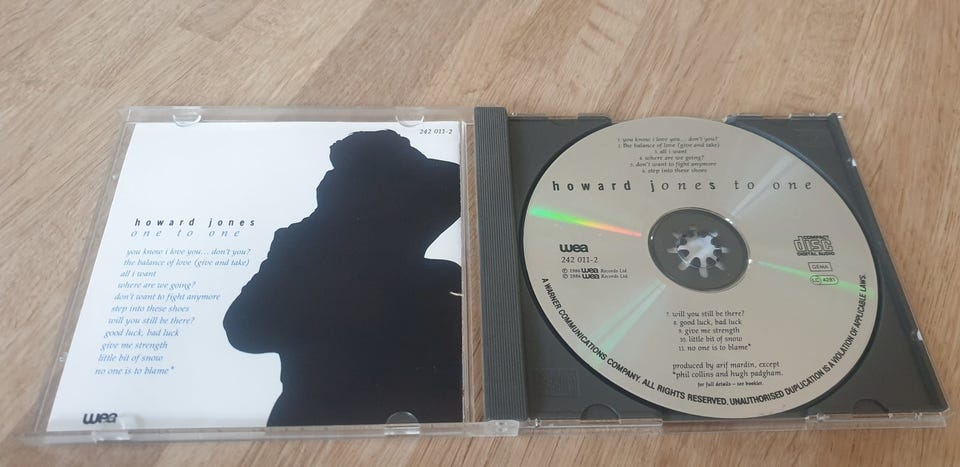 242 011-2
howard jones
one to one
you know i love you... don't you?
the balance of love (give and take)
all i want
where are we going?
don't want to fight anymore
step into these shoes
will you still be there?
good luck, bad luck
give me strength
little bit of snow
no one is to blame*
wea
1. you know i love you... don't you?
2. the balance of love (give and take)
3. all i want
4. where are we going?
5. don't want to fight anymore
6. step into these shoes
howard jones to one
wea
242 011-2
℗ 1986 wea Records Ltd.
© 1986 wea Records Ltd.
COMPACT
disc
DIGITAL AUDIO
GEMA
LC 4281
7. will you still be there?
8. good luck, bad luck
9. give me strength
10. little bit of snow
11. no one is to blame*
produced by arif mardin, except
*phil collins and hugh padgham.
for full details – see booklet.
A WARNER COMMUNICATIONS COMPANY. ALL RIGHTS RESERVED. UNAUTHORISED DUPLICATION IS A VIOLATION OF APPLICABLE LAWS.